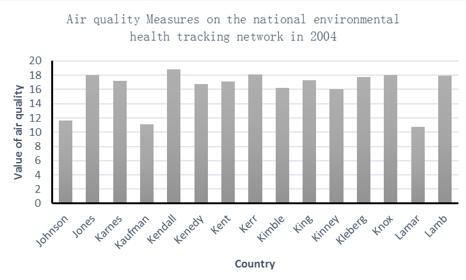 Air quality Measures on the national environmental
health tracking network in 2004
Value of air quality
20
18
16
14
12
10
8
6
4
2
0
Johnson
Jones
Karnes
Kaufman
Kendall
Kenedy
Kent
Kerr
Kimble
King
Kinney
Kleberg
Knox
Lamar
Lamb
Country